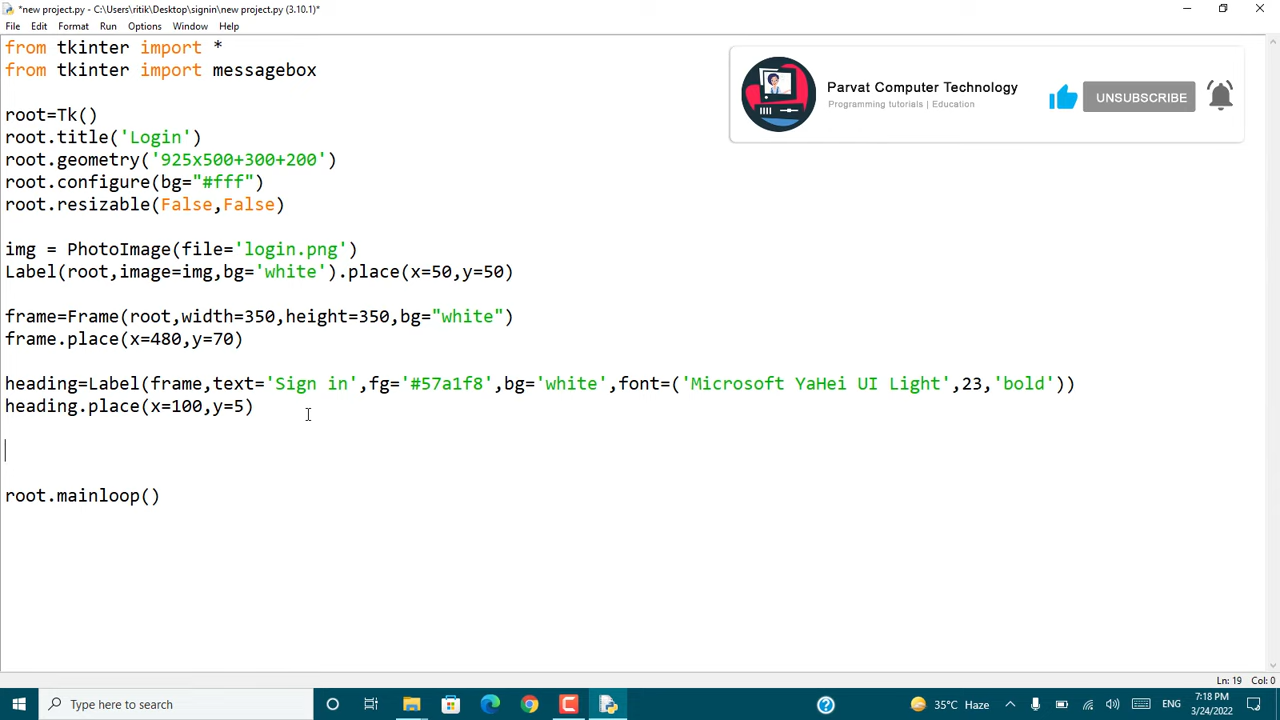 *new project.py - C:\Users\ritik\Desktop\signin\new project.py (3.10.1)*
File Edit Format Run Options Window Help
from tkinter import *
from tkinter import messagebox
Parvat Computer Technology
Programming tutorials | Education
UNSUBSCRIBE
root=Tk()
root.title('Login')
root.geometry('925x500+300+200')
root.configure(bg="#fff")
root.resizable(False,False)
img = PhotoImage(file='login.png')
Label(root,image=img,bg='white').place(x=50,y=50)
frame=Frame(root,width=350,height=350,bg="white")
frame.place(x=480,y=70)
heading=Label(frame,text='Sign in',fg='#57a1f8',bg='white',font=('Microsoft YaHei UI Light',23,'bold'))
heading.place(x=100,y=5)
root.mainloop()
Ln: 19 Col: 0
Type here to search
35°C Haze
ENG
7:18 PM
3/24/2022